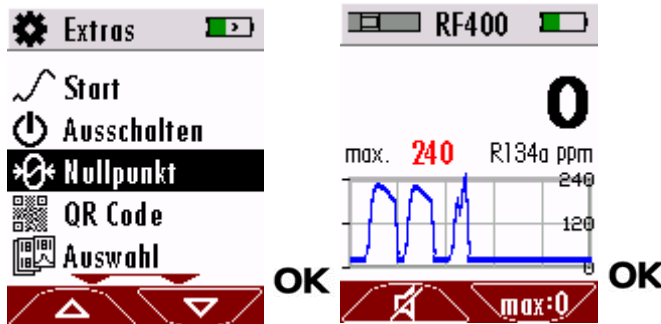 Extras
Start
Ausschalten
Nullpunkt
QR Code
Auswahl
OK
RF400
0
max. 240 R134a ppm
240
120
0
max:0
OK